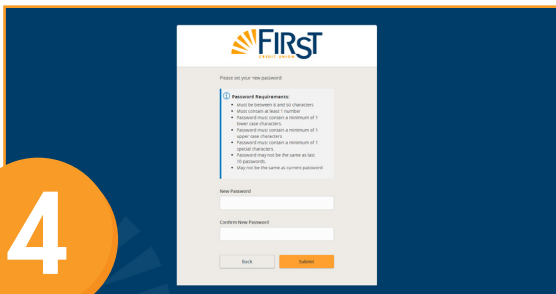 FIRST
CREDIT UNION
Please set your new password
Password Requirements:
Must be between 8 and 50 characters
Must contain at least 1 number
Password must contain a minimum of 1
lower case characters.
Password must contain a minimum of 1
upper case characters.
Password must contain a minimum of 1
special characters.
Password may not be the same as last
10 passwords.
May not be the same as current password
New Password
Confirm New Password
Back
Submit
4